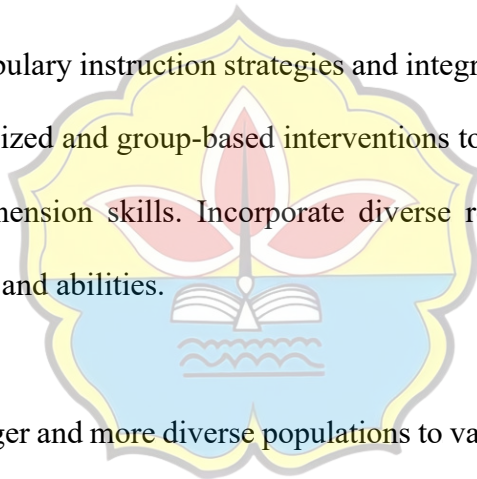 bulary instruction strategies and integr
ized and group-based interventions to
hension skills. Incorporate diverse r
and abilities.
ger and more diverse populations to va